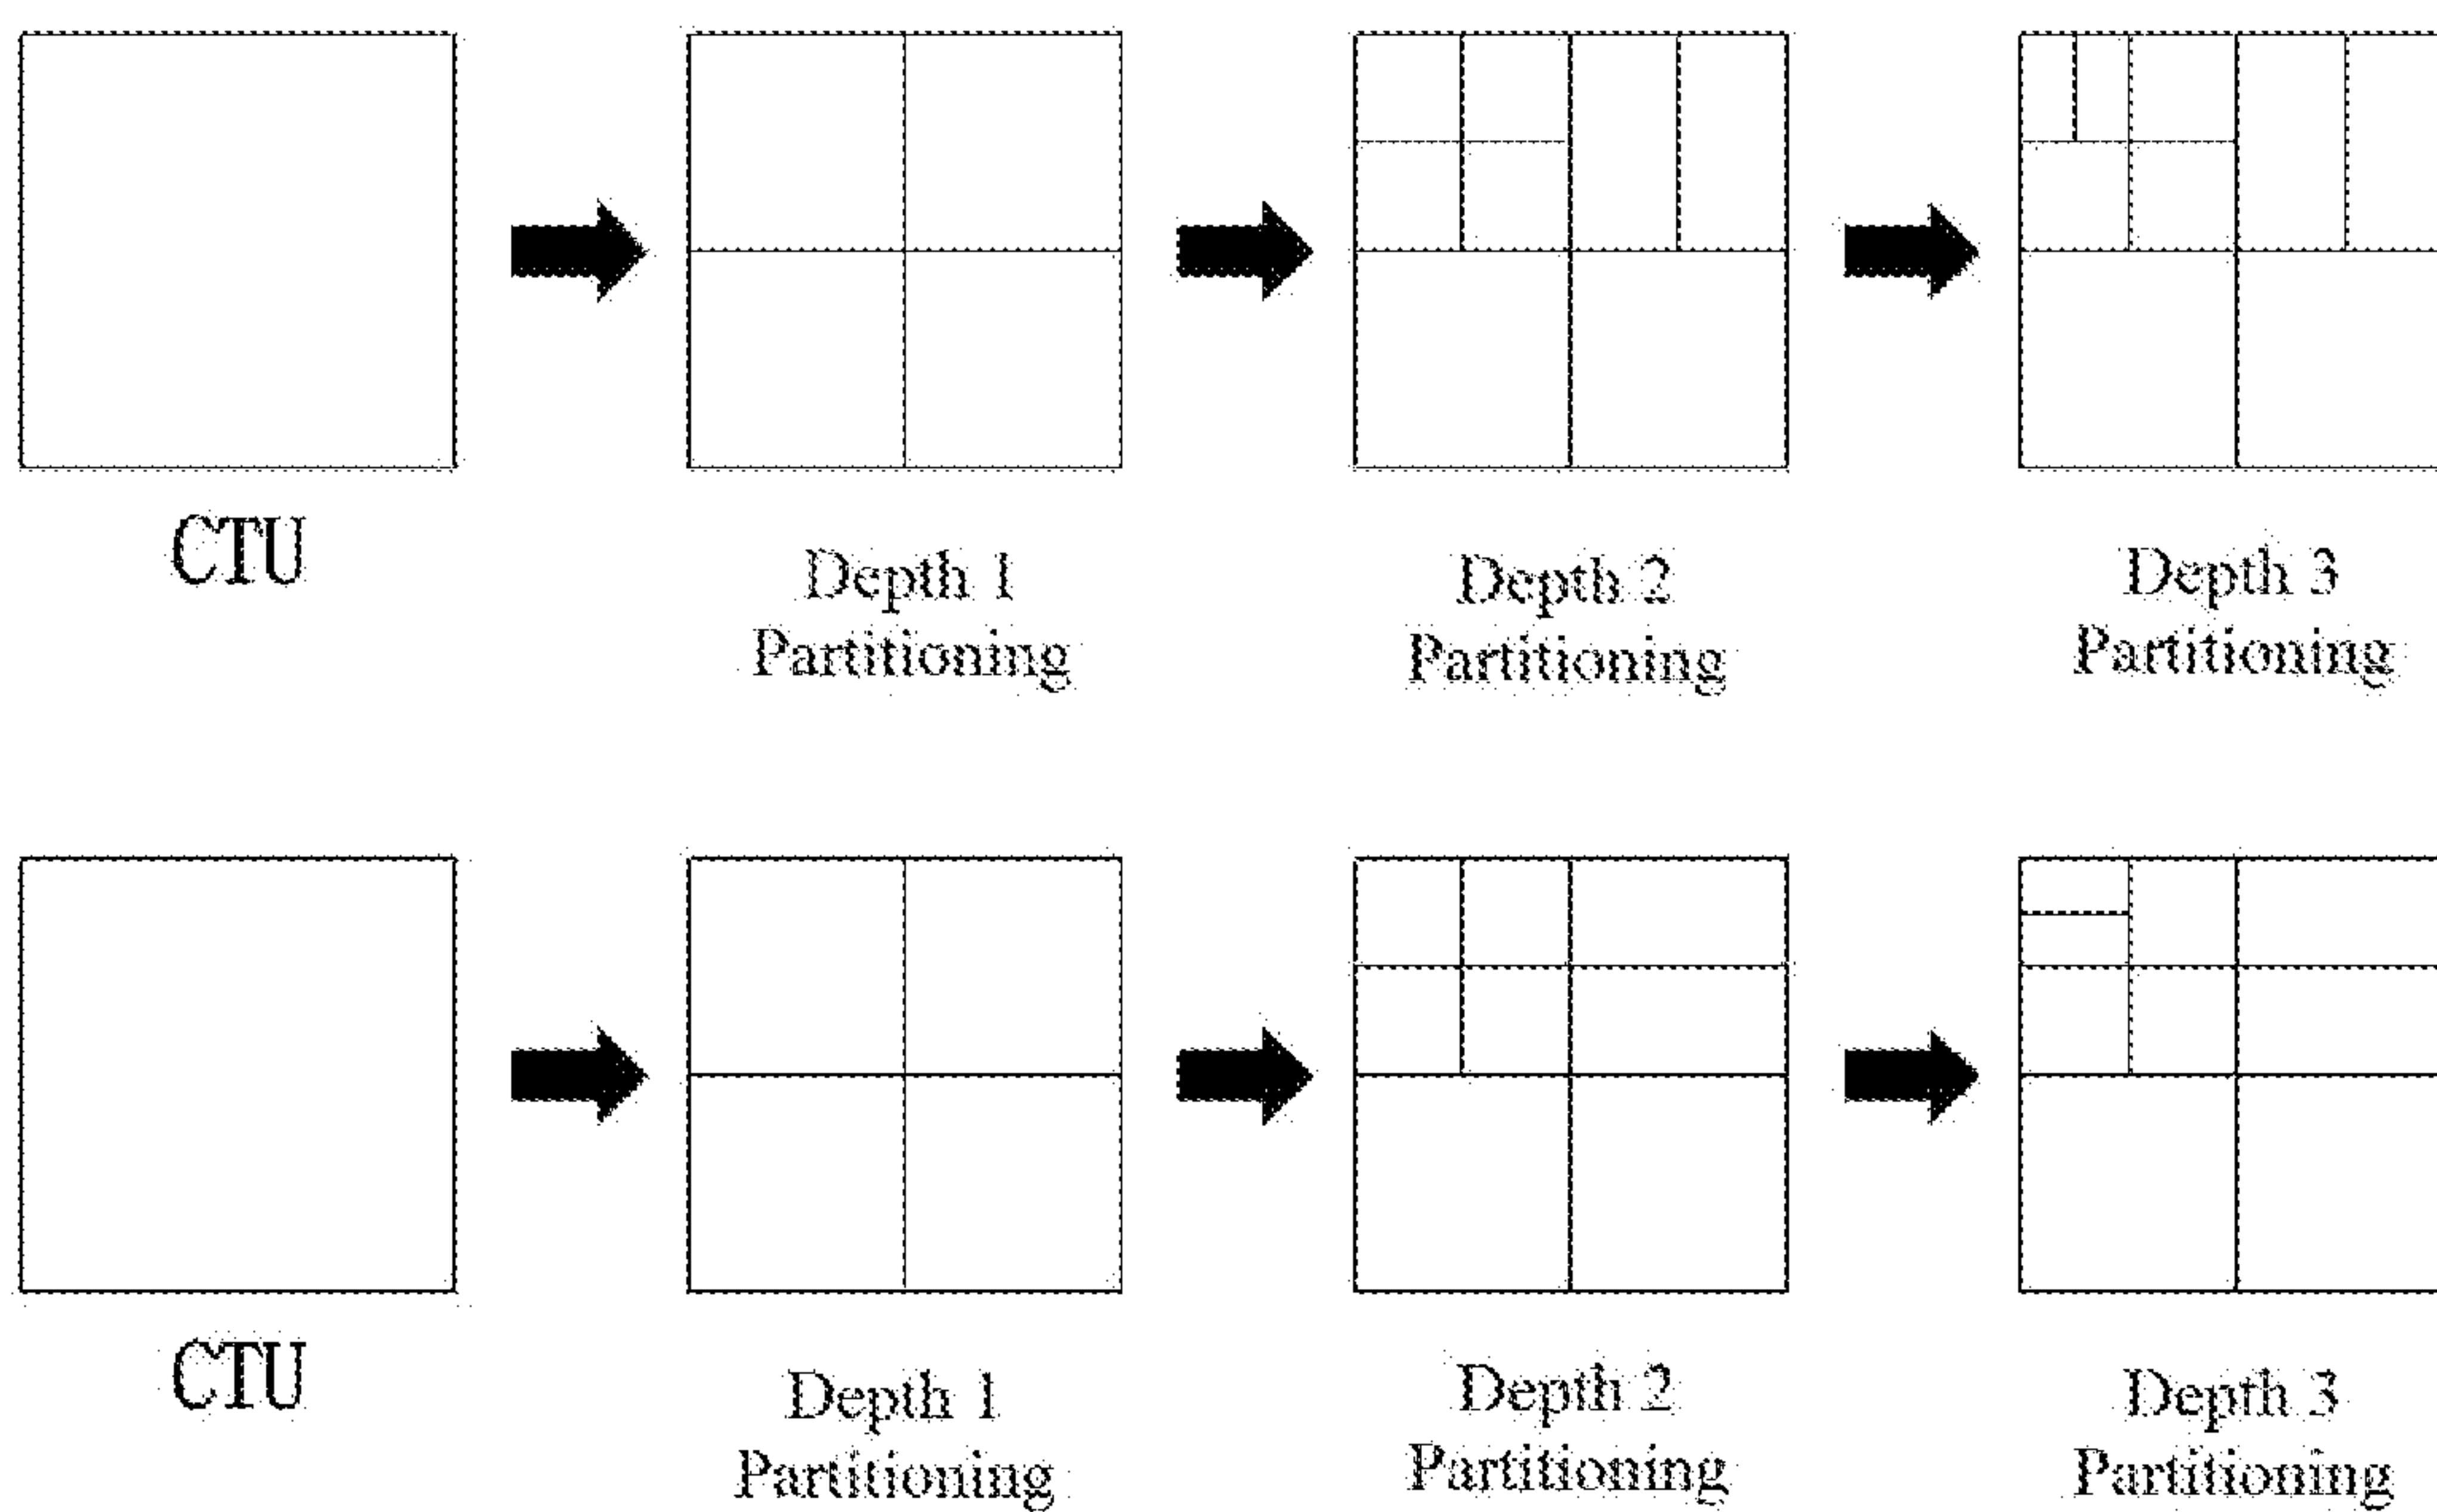 CTU
Depth 1
Partitioning
Depth 2
Partitioning
Depth 3
Partitioning
CTU
Depth 1
Partitioning
Depth 2
Partitioning
Depth 3
Partitioning